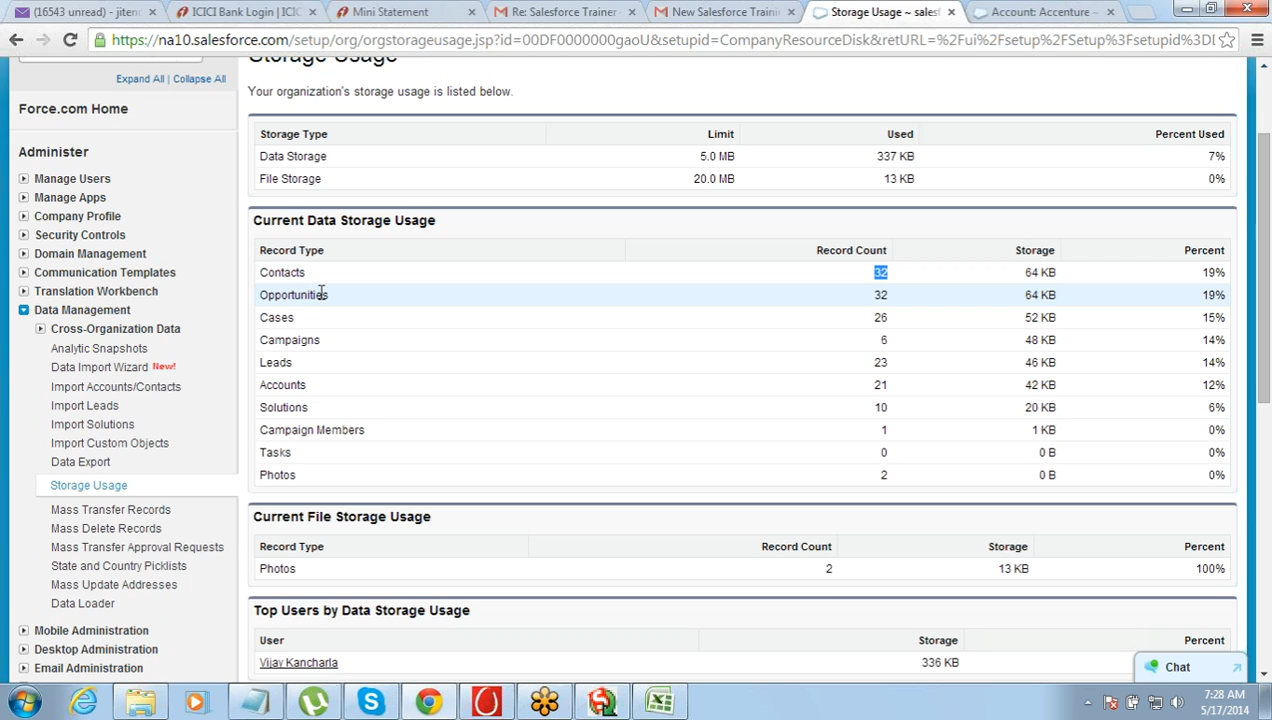 (16543 unread) - jiten
ICICI Bank Login | IC
Mini Statement
Re: Salesforce Trainer
New Salesforce Traini
Storage Usage ~ sales
Account: Accenture ~
https://na10.salesforce.com/setup/org/orgstorageusage.jsp?id=00DF0000000gaoU&setupid=CompanyResourceDisk&retURL=%2Fui%2Fsetup%2FSetup%3Fsetupid%3D
Expand All | Collapse All
Force.com Home
Administer
Manage Users
Manage Apps
Company Profile
Security Controls
Domain Management
Communication Templates
Translation Workbench
Data Management
Cross-Organization Data
Analytic Snapshots
Data Import Wizard New!
Import Accounts/Contacts
Import Leads
Import Solutions
Import Custom Objects
Data Export
Storage Usage
Mass Transfer Records
Mass Delete Records
Mass Transfer Approval Requests
State and Country Picklists
Mass Update Addresses
Data Loader
Mobile Administration
Desktop Administration
Email Administration
Storage Usage
Your organization's storage usage is listed below.
Storage Type Limit Used Percent Used
Data Storage 5.0 MB 337 KB 7%
File Storage 20.0 MB 13 KB 0%
Current Data Storage Usage
Record Type Record Count Storage Percent
Contacts 32 64 KB 19%
Opportunities 32 64 KB 19%
Cases 26 52 KB 15%
Campaigns 6 48 KB 14%
Leads 23 46 KB 14%
Accounts 21 42 KB 12%
Solutions 10 20 KB 6%
Campaign Members 1 1 KB 0%
Tasks 0 0 B 0%
Photos 2 0 B 0%
Current File Storage Usage
Record Type Record Count Storage Percent
Photos 2 13 KB 100%
Top Users by Data Storage Usage
User Storage Percent
Vijay Kancharla 336 KB
Chat
7:28 AM
5/17/2014